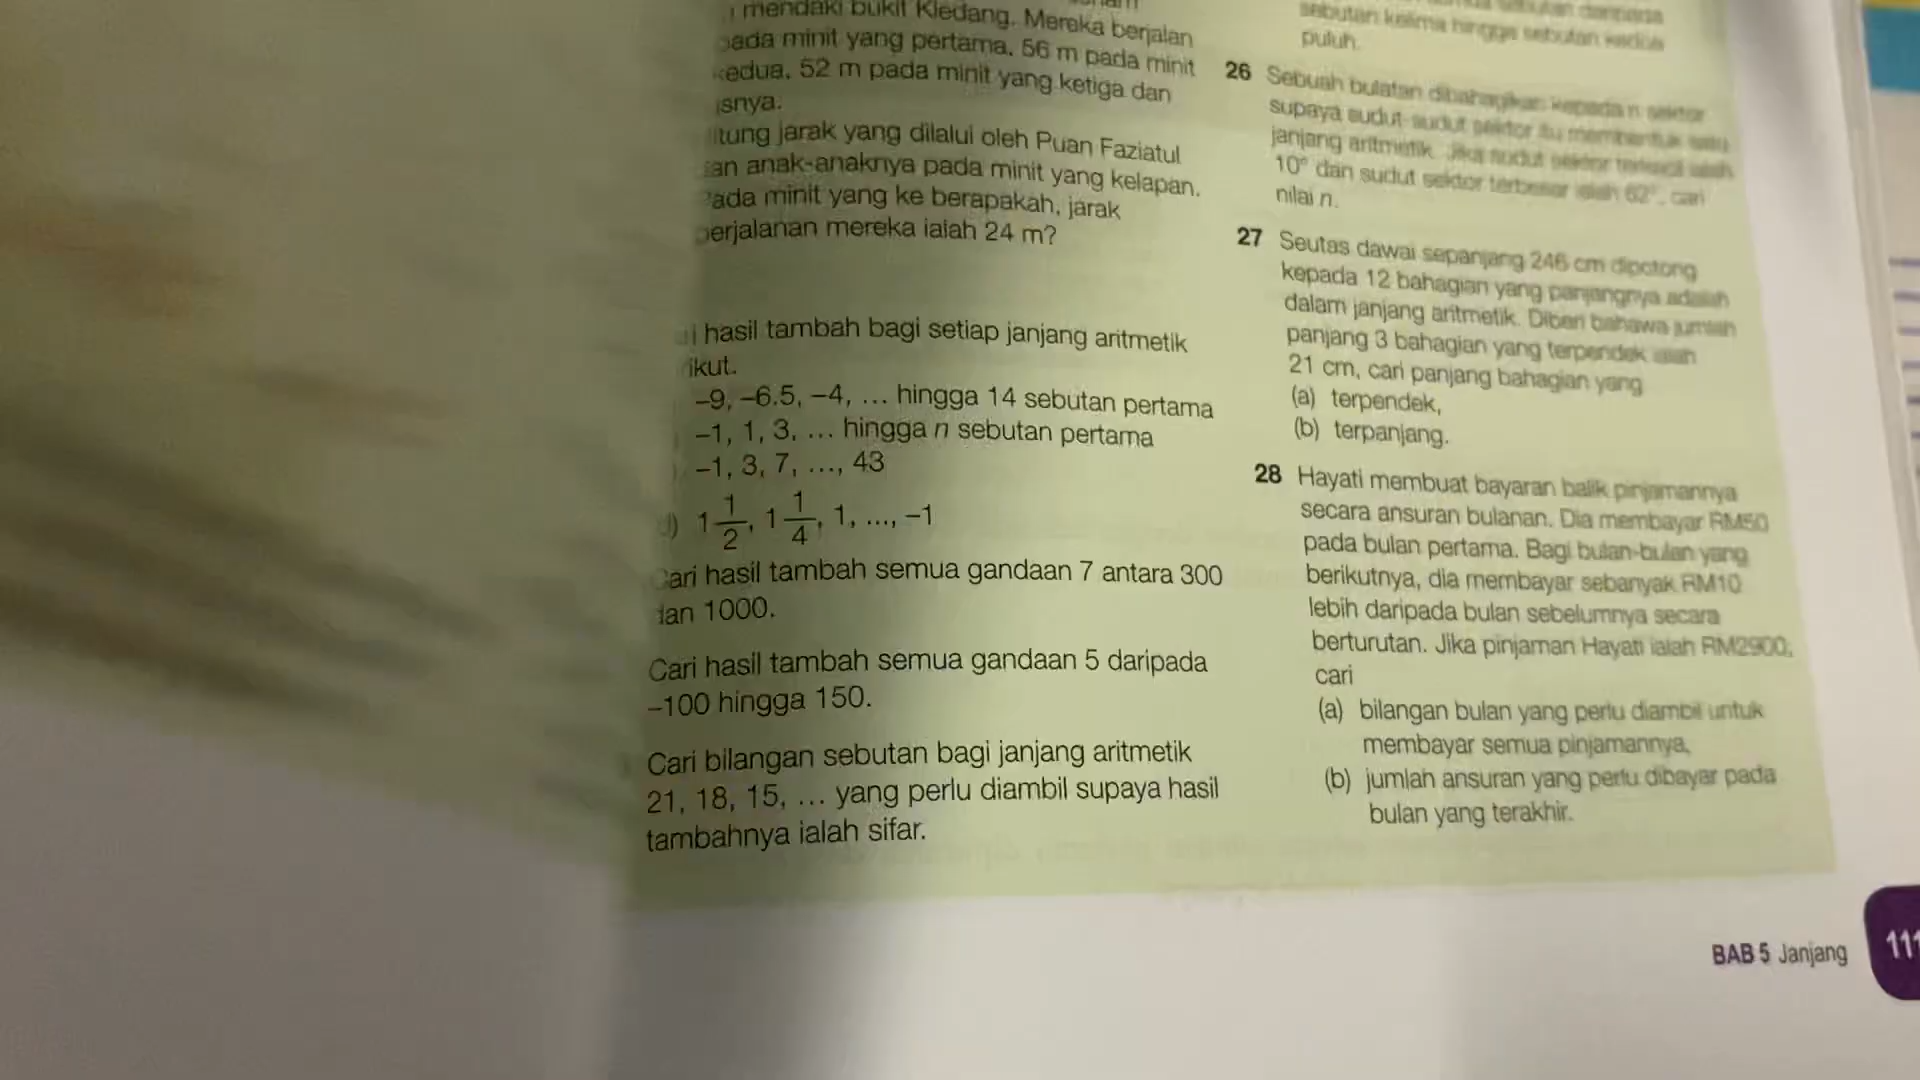 mendaki bukit Kledang. Mereka berjalan
pada minit yang pertama, 56 m pada minit
kedua, 52 m pada minit yang ketiga dan
snya.
itung jarak yang dilalui oleh Puan Faziatul
an anak-anaknya pada minit yang kelapan.
ada minit yang ke berapakah, jarak
perjalanan mereka ialah 24 m?
i hasil tambah bagi setiap janjang aritmetik
ikut.
–9, –6.5, –4, … hingga 14 sebutan pertama
–1, 1, 3, … hingga n sebutan pertama
–1, 3, 7, …, 43
) 1 1/2, 1 1/4, 1, ..., –1
Cari hasil tambah semua gandaan 7 antara 300
dan 1000.
Cari hasil tambah semua gandaan 5 daripada
–100 hingga 150.
Cari bilangan sebutan bagi janjang aritmetik
21, 18, 15, … yang perlu diambil supaya hasil
tambahnya ialah sifar.
sebutan daripada
sebutan kelima hingga sebutan kedua
puluh.
26 Sebuah bulatan dibahagikan kepada n sektor
supaya sudut-sudut sektor itu membentuk satu
janjang aritmetik. Jika sudut sektor terkecil ialah
10° dan sudut sektor terbesar ialah 62°, cari
nilai n.
27 Seutas dawai sepanjang 246 cm dipotong
kepada 12 bahagian yang panjangnya adalah
dalam janjang aritmetik. Diberi bahawa jumlah
panjang 3 bahagian yang terpendek ialah
21 cm, cari panjang bahagian yang
(a) terpendek,
(b) terpanjang.
28 Hayati membuat bayaran balik pinjamannya
secara ansuran bulanan. Dia membayar RM50
pada bulan pertama. Bagi bulan-bulan yang
berikutnya, dia membayar sebanyak RM10
lebih daripada bulan sebelumnya secara
berturutan. Jika pinjaman Hayati ialah RM2900,
cari
(a) bilangan bulan yang perlu diambil untuk
membayar semua pinjamannya,
(b) jumlah ansuran yang perlu dibayar pada
bulan yang terakhir.
BAB 5 Janjang
111